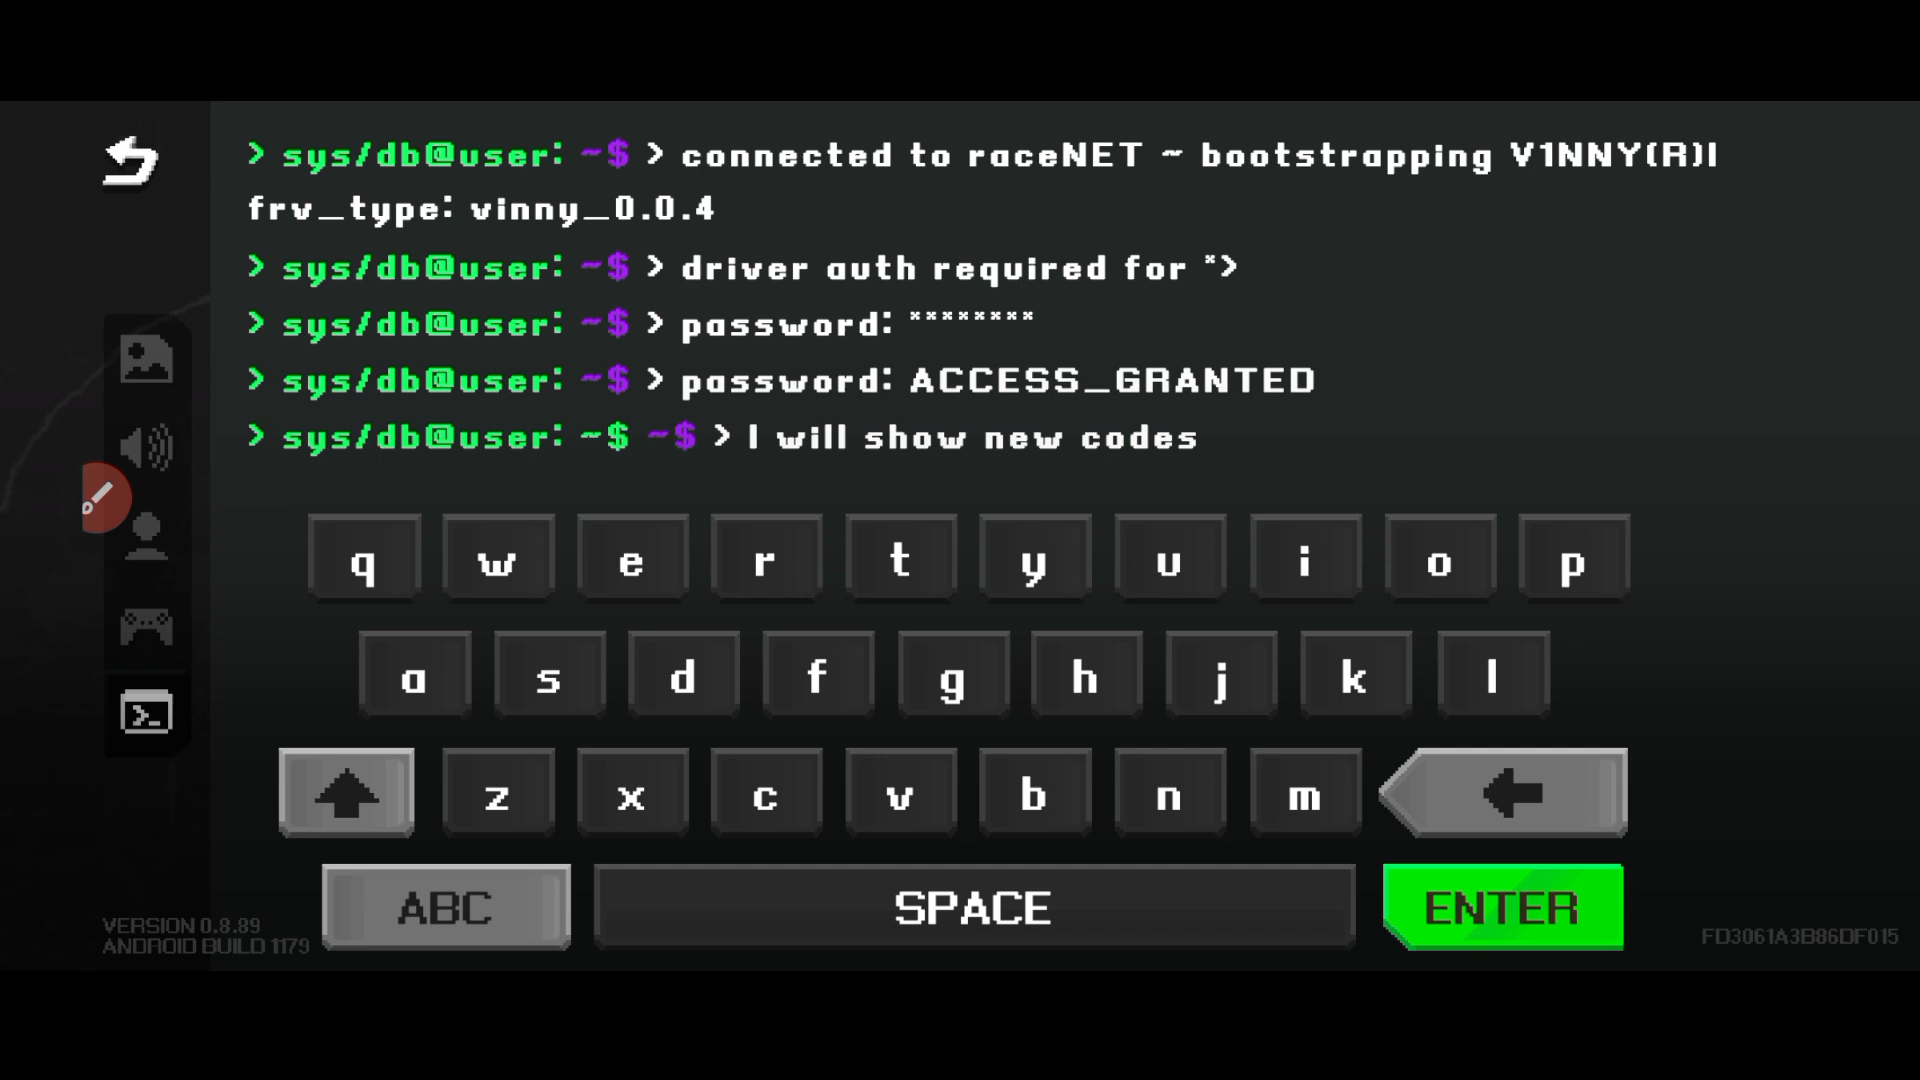 > sys/db@user: ~$ > connected to raceNET ~ bootstrapping V1NNY(R)|
frv_type: vinny_0.0.4
> sys/db@user: ~$ > driver auth required for *>
> sys/db@user: ~$ > password: ********
> sys/db@user: ~$ > password: ACCESS_GRANTED
> sys/db@user: ~$ ~$ > I will show new codes
q w e r t y u i o p
a s d f g h j k l
z x c v b n m
ABC SPACE ENTER
VERSION 0.8.89
ANDROID BUILD 1179
FD3061A3B86DF015